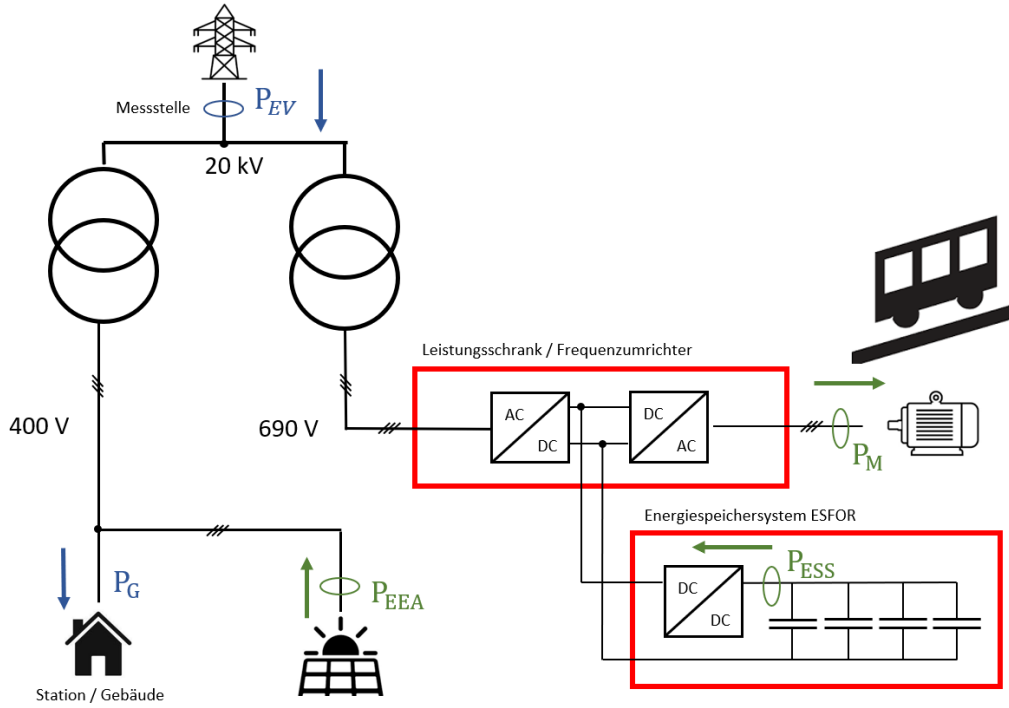 Messstelle
P_EV
20 kV
Leistungsschrank / Frequenzumrichter
400 V
690 V
AC
DC
DC
AC
P_M
Energiespeichersystem ESFOR
P_G
P_EEA
DC
DC
P_ESS
Station / Gebäude